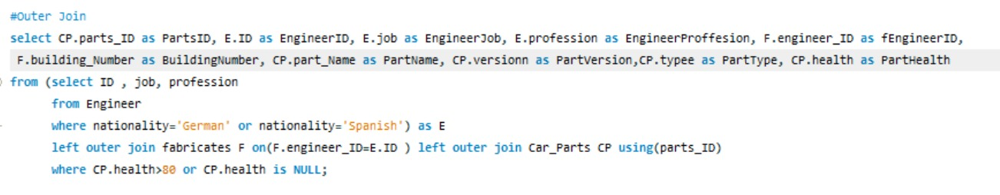 #Outer Join
select CP.parts_ID as PartsID, E.ID as EngineerID, E.job as EngineerJob, E.profession as EngineerProffesion, F.engineer_ID as fEngineerID,
F.building_Number as BuildingNumber, CP.part_Name as PartName, CP.versionn as PartVersion,CP.typee as PartType, CP.health as PartHealth
from (select ID , job, profession
from Engineer
where nationality='German' or nationality='Spanish') as E
left outer join fabricates F on(F.engineer_ID=E.ID ) left outer join Car_Parts CP using(parts_ID)
where CP.health>80 or CP.health is NULL;